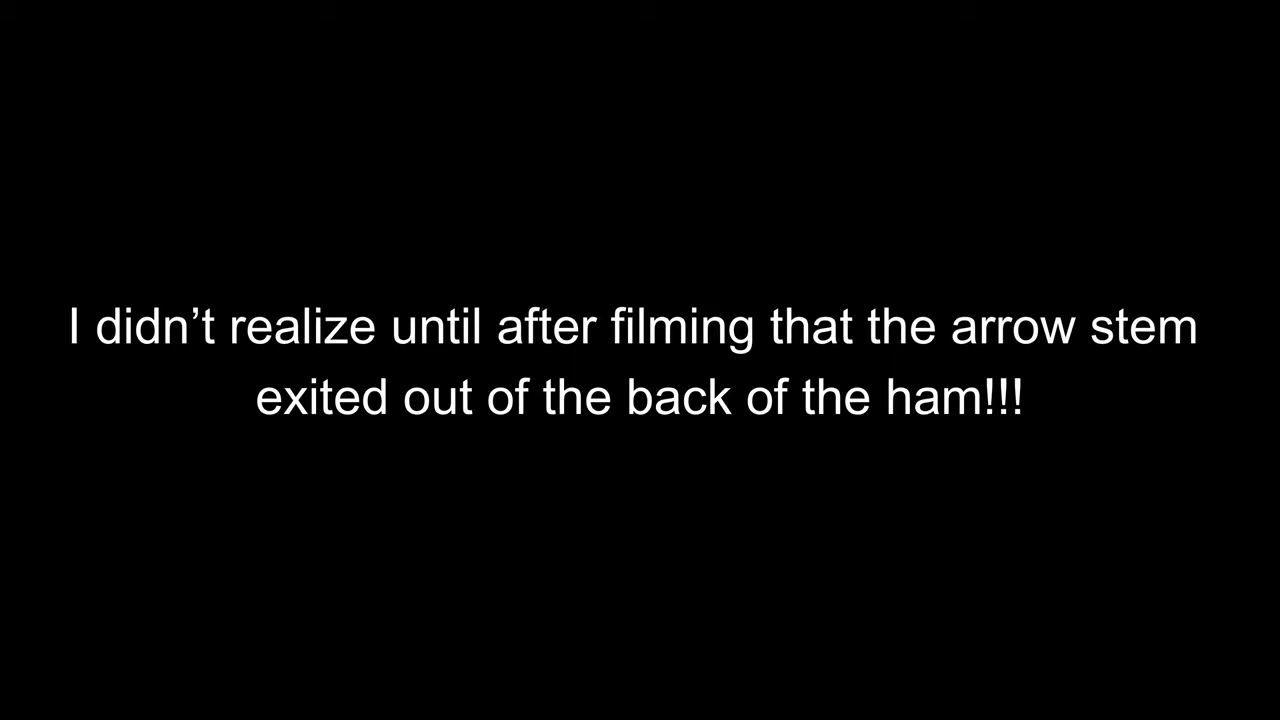 I didn’t realize until after filming that the arrow stem
exited out of the back of the ham!!!